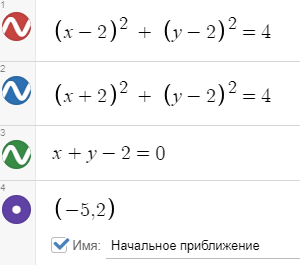 1
(x − 2)² + (y − 2)² = 4
2
(x + 2)² + (y − 2)² = 4
3
x + y − 2 = 0
4
(−5,2)
Имя: Начальное приближение